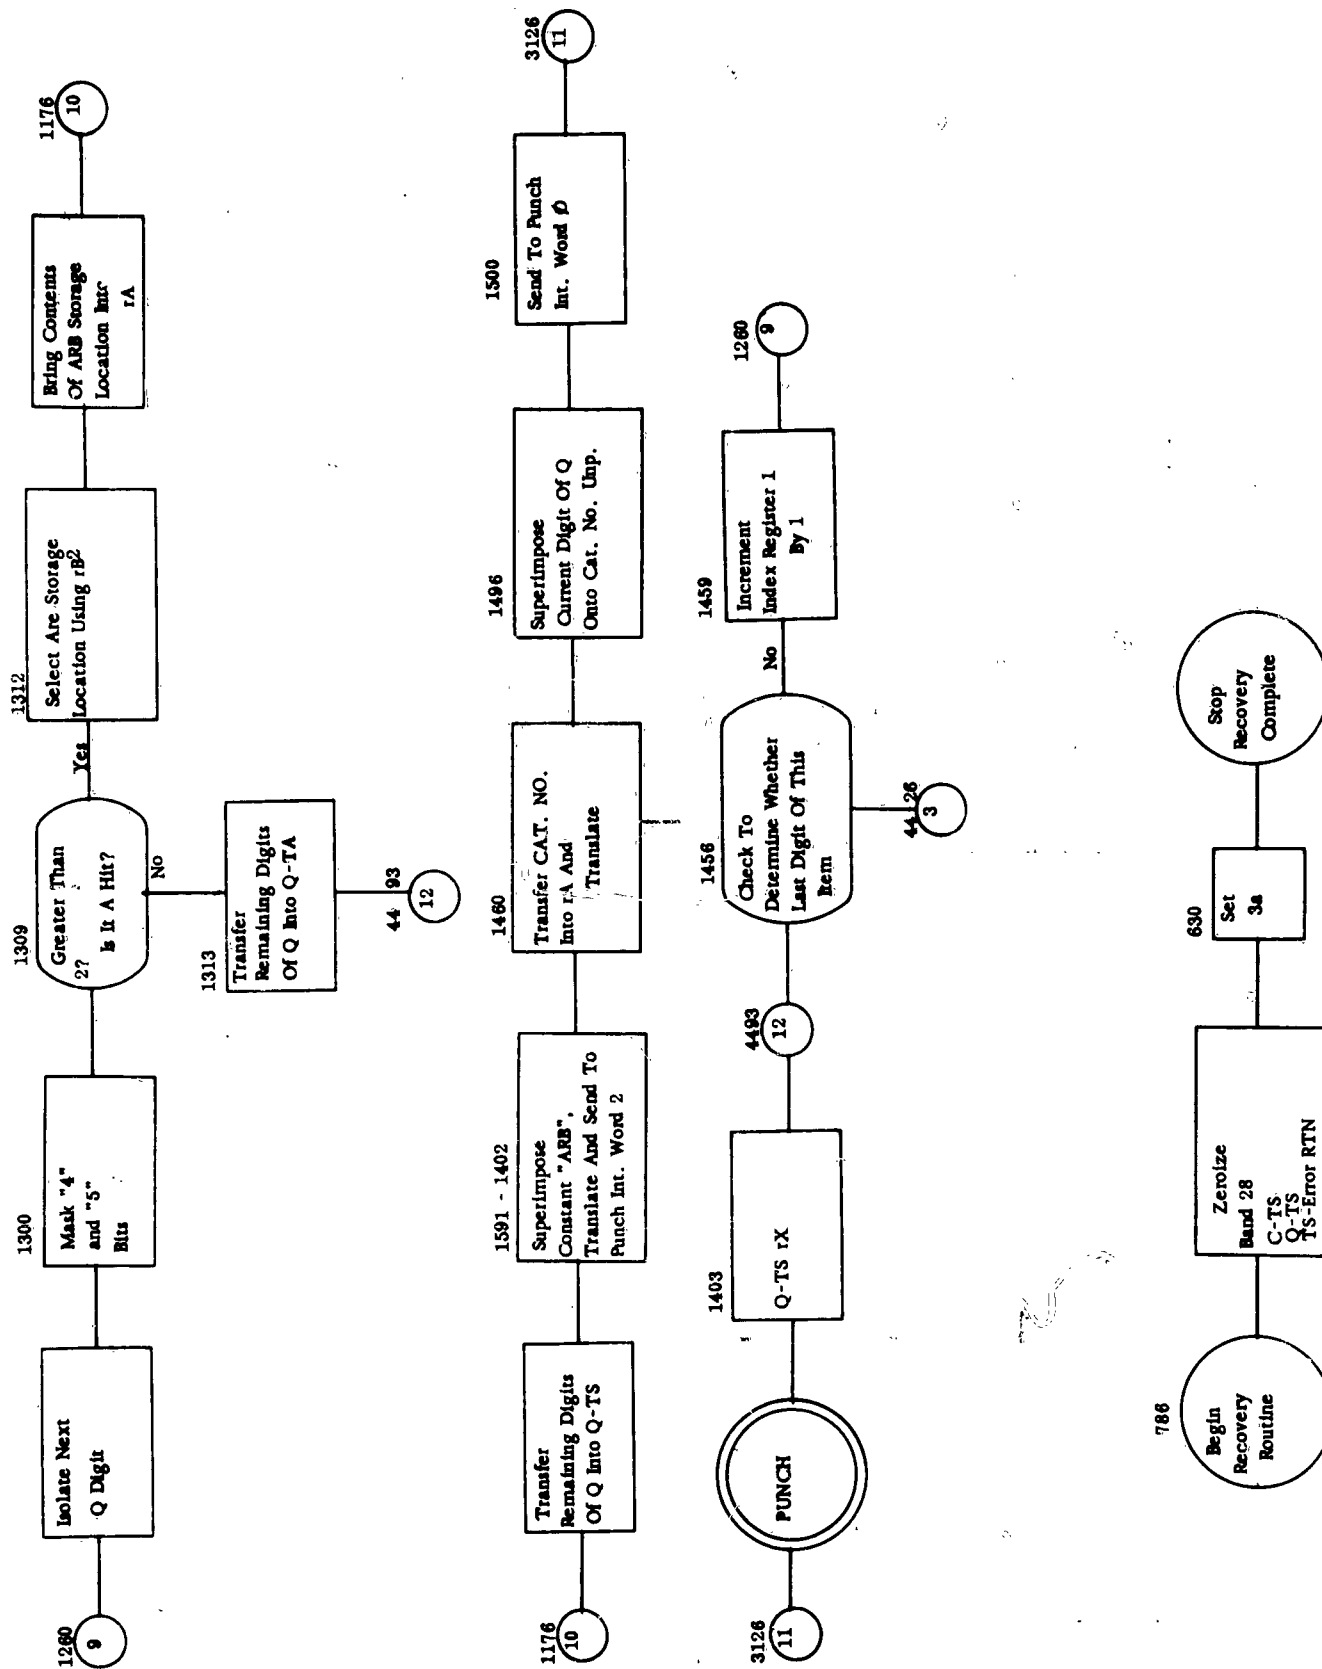 1260
9
Isolate Next
Q Digit
1300
Mask "4"
and "5"
Bits
1309
Greater Than
2?
Is It A Hit?
Yes
No
1312
Select Are Storage
Location Using rB2
Bring Contents
Of ARB Storage
Location Into
rA
1176
10
1313
Transfer
Remaining Digits
Of Q Into Q-TA
44 93
12
1176
10
Transfer
Remaining Digits
Of Q Into Q-TS
1591 - 1402
Superimpose
Constant "ARB",
Translate And Send To
Punch Int. Word 2
1460
Transfer CAT. NO.
Into rA And
Translate
1496
Superimpose
Current Digit Of Q
Onto Cat. No. Unp.
1500
Send To Punch
Int. Word Ø
3126
11
3126
11
PUNCH
1403
Q-TS rX
4493
12
1456
Check To
Determine Whether
Last Digit Of This
Item
No
1459
Increment
Index Register 1
By 1
1260
9
44 26
3
786
Begin
Recovery
Routine
Zeroize
Band 28
C-TS
Q-TS
TS-Error RTN
630
Set
3a
Stop
Recovery
Complete